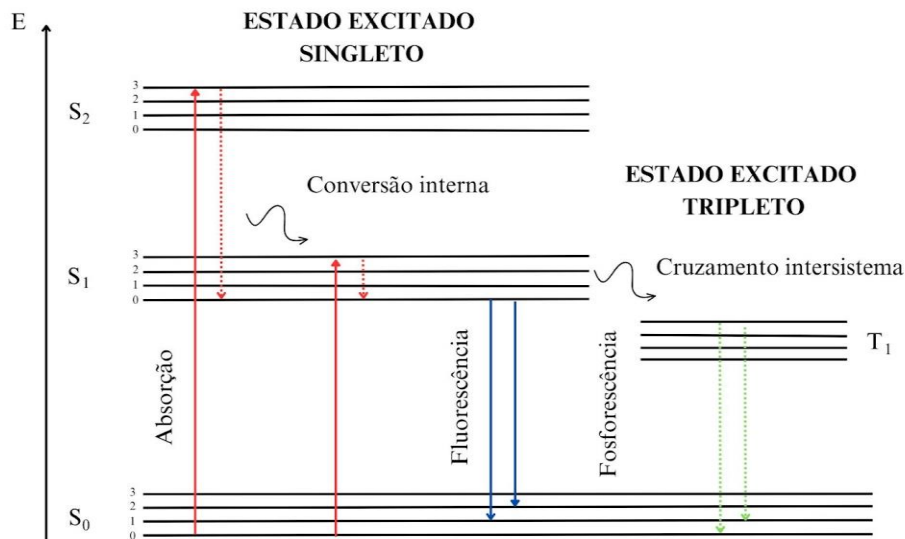 E
ESTADO EXCITADO
SINGLETO
3
2
1
0
S2
Conversão interna
ESTADO EXCITADO
TRIPLETO
3
2
1
0
S1
Cruzamento intersistema
T1
Absorção
Fluorescência
Fosforescência
3
2
1
0
S0